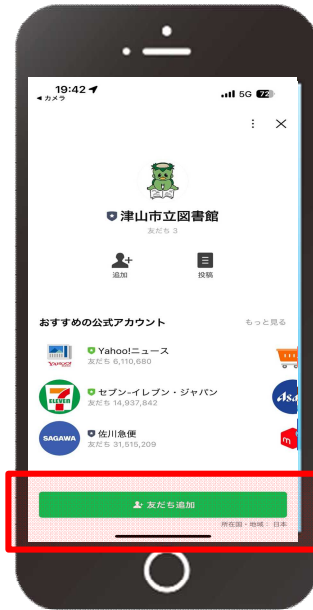 19:42
5G 72
カメラ
津山市立図書館
友だち 3
追加 投稿
おすすめの公式アカウント もっと見る
Yahoo!ニュース
友だち 6,110,680
YAHOO!
セブン‐イレブン・ジャパン
友だち 14,937,842
ELEVEN
佐川急便
友だち 31,515,209
SAGAWA
友だち追加
所在国・地域： 日本